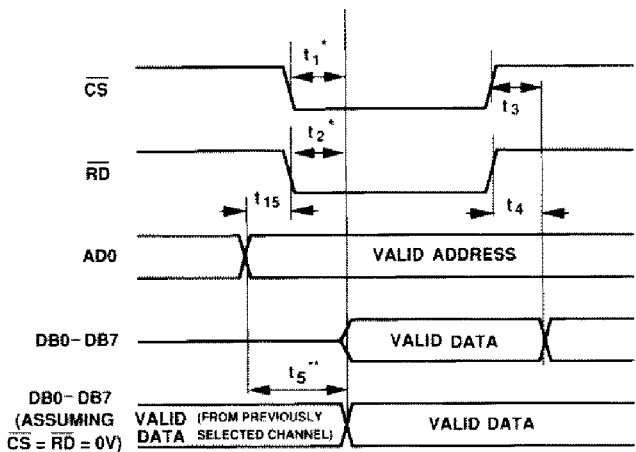 t1*
CS
t3
t2*
RD
t15
t4
AD0
VALID ADDRESS
DB0–DB7
VALID DATA
t5**
DB0–DB7
(ASSUMING
CS = RD = 0V)
VALID DATA
(FROM PREVIOUSLY
SELECTED CHANNEL)
VALID DATA